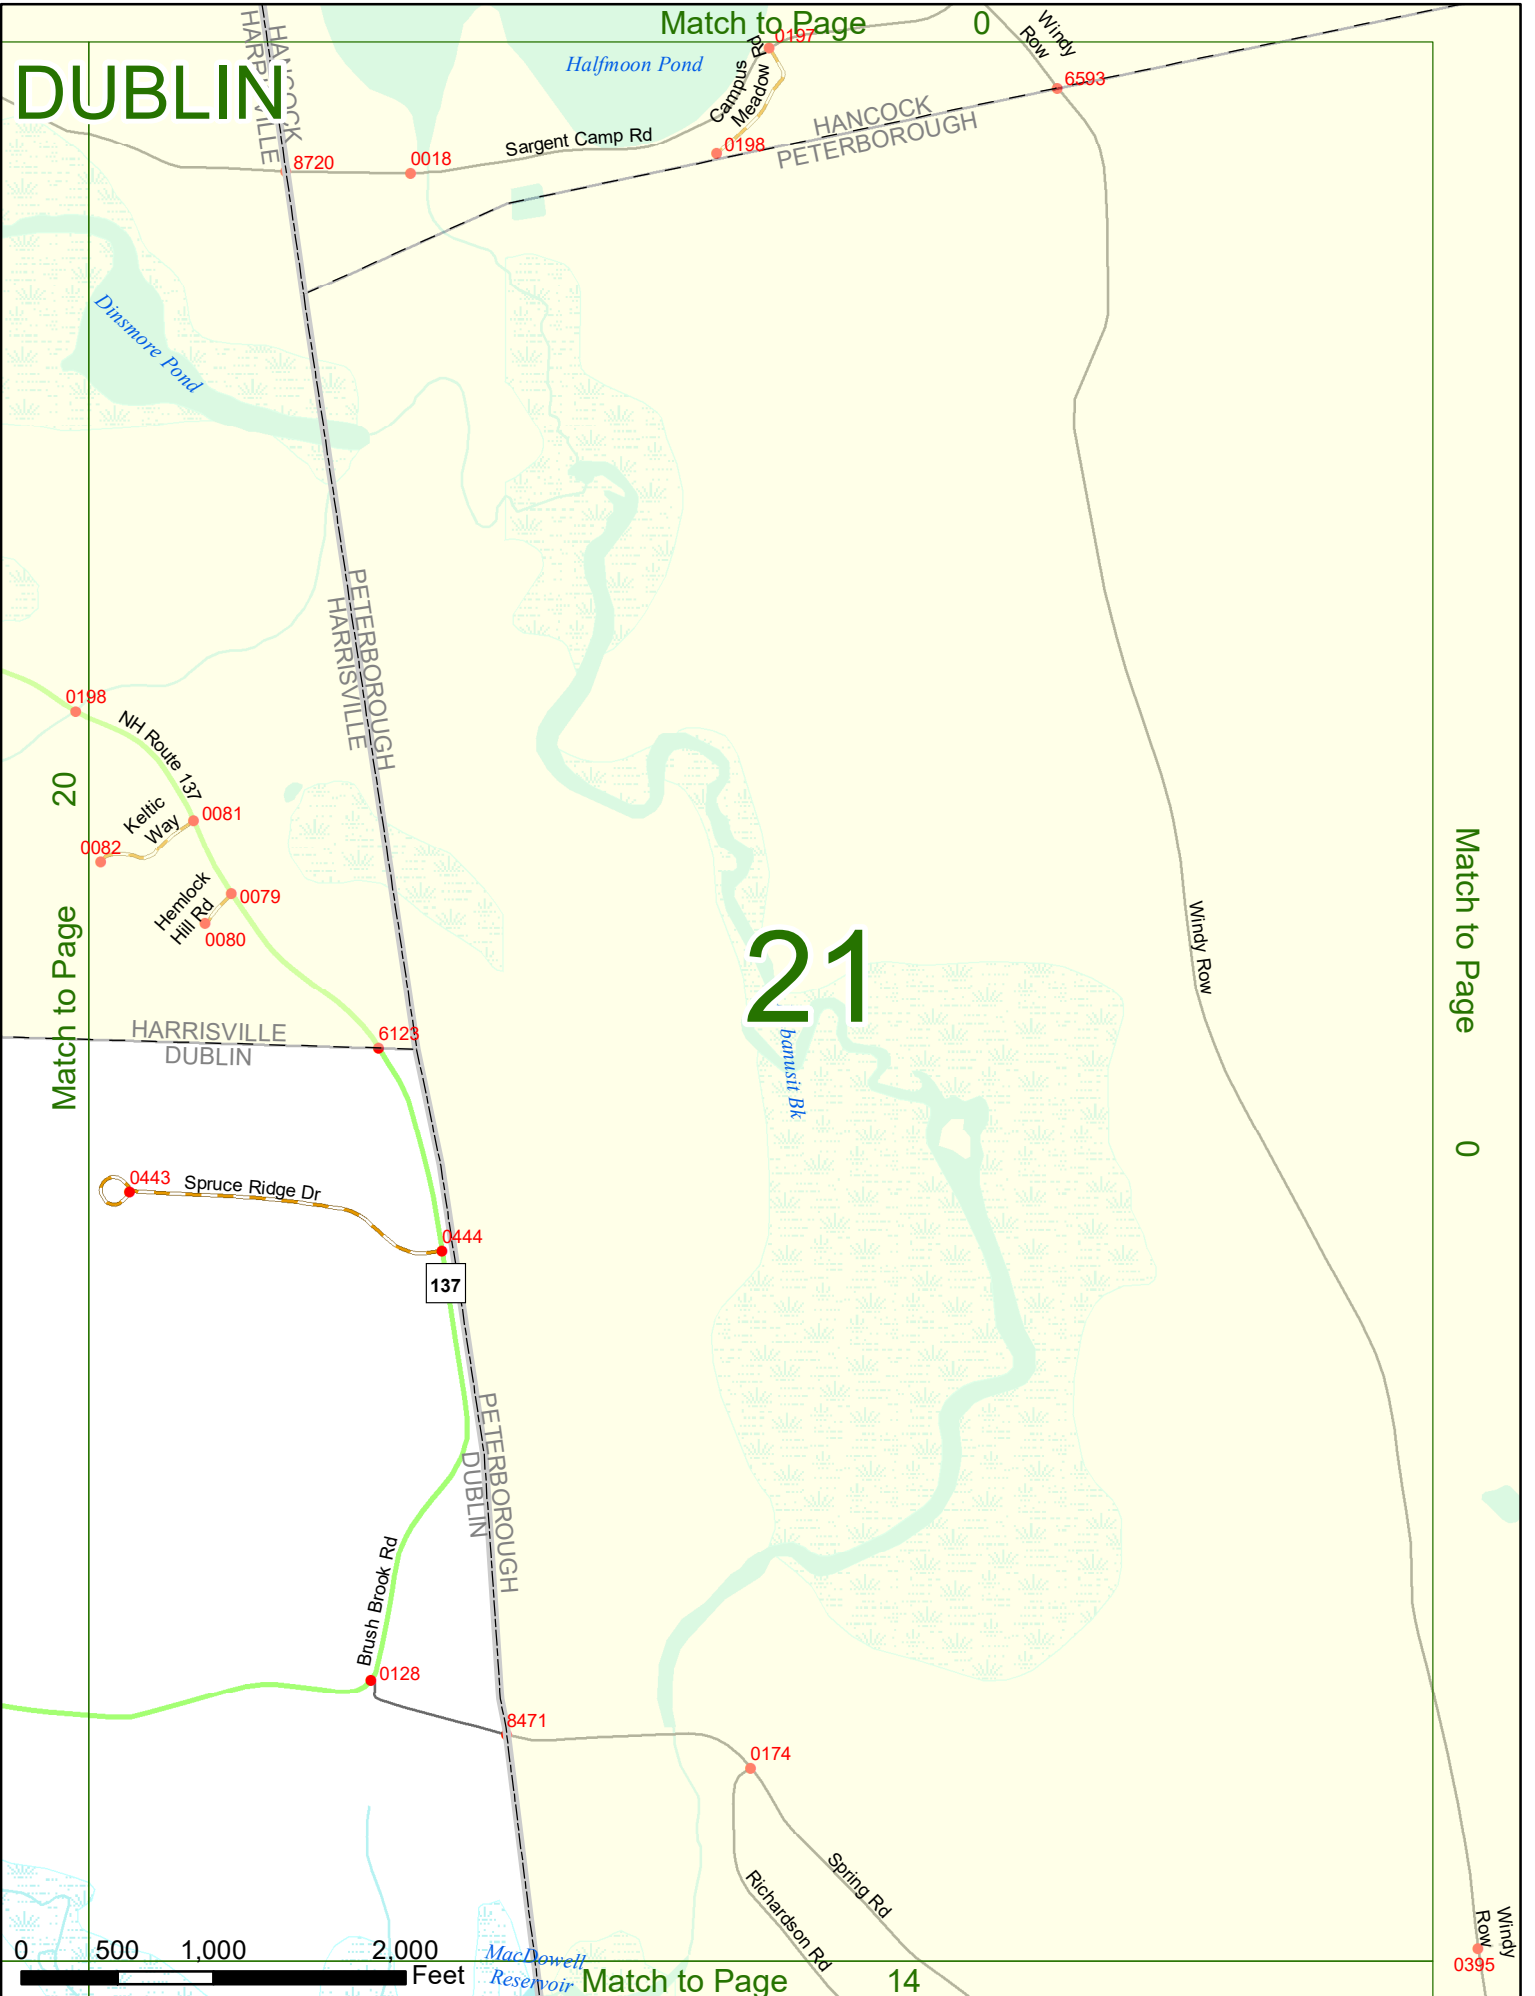 Match to Page 0
DUBLIN
HANCOCK
HARRISVILLE
Halfmoon Pond
Campus
Meadow Rd
0197
Windy
Row
6593
HANCOCK
PETERBOROUGH
8720
0018
Sargent Camp Rd
0198
Dinsmore Pond
PETERBOROUGH
HARRISVILLE
0198
NH Route 137
Match to Page 20
Keltic
Way
0081
0082
Hemlock
Hill Rd
0079
0080
21
Windy Row
Match to Page 0
HARRISVILLE
DUBLIN
6123
banusit Bk
0443
Spruce Ridge Dr
0444
137
PETERBOROUGH
DUBLIN
Brush Brook Rd
0128
8471
0174
Spring Rd
Richardson Rd
Windy
Row
0395
0 500 1,000 2,000
Feet
MacDowell
Reservoir
Match to Page 14